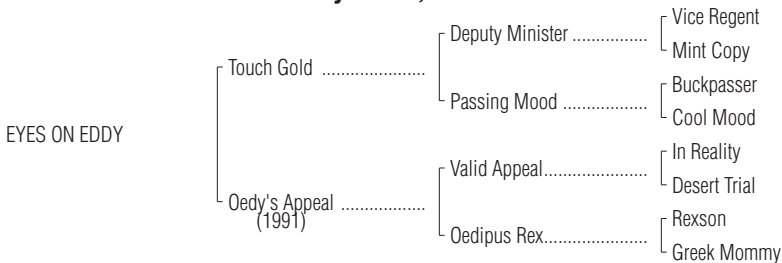 Vice Regent
Deputy Minister ................
Mint Copy
Touch Gold ......................
Buckpasser
Passing Mood ..................
Cool Mood
EYES ON EDDY
In Reality
Valid Appeal......................
Desert Trial
Oedy's Appeal ..................
(1991)
Rexson
Oedipus Rex......................
Greek Mommy